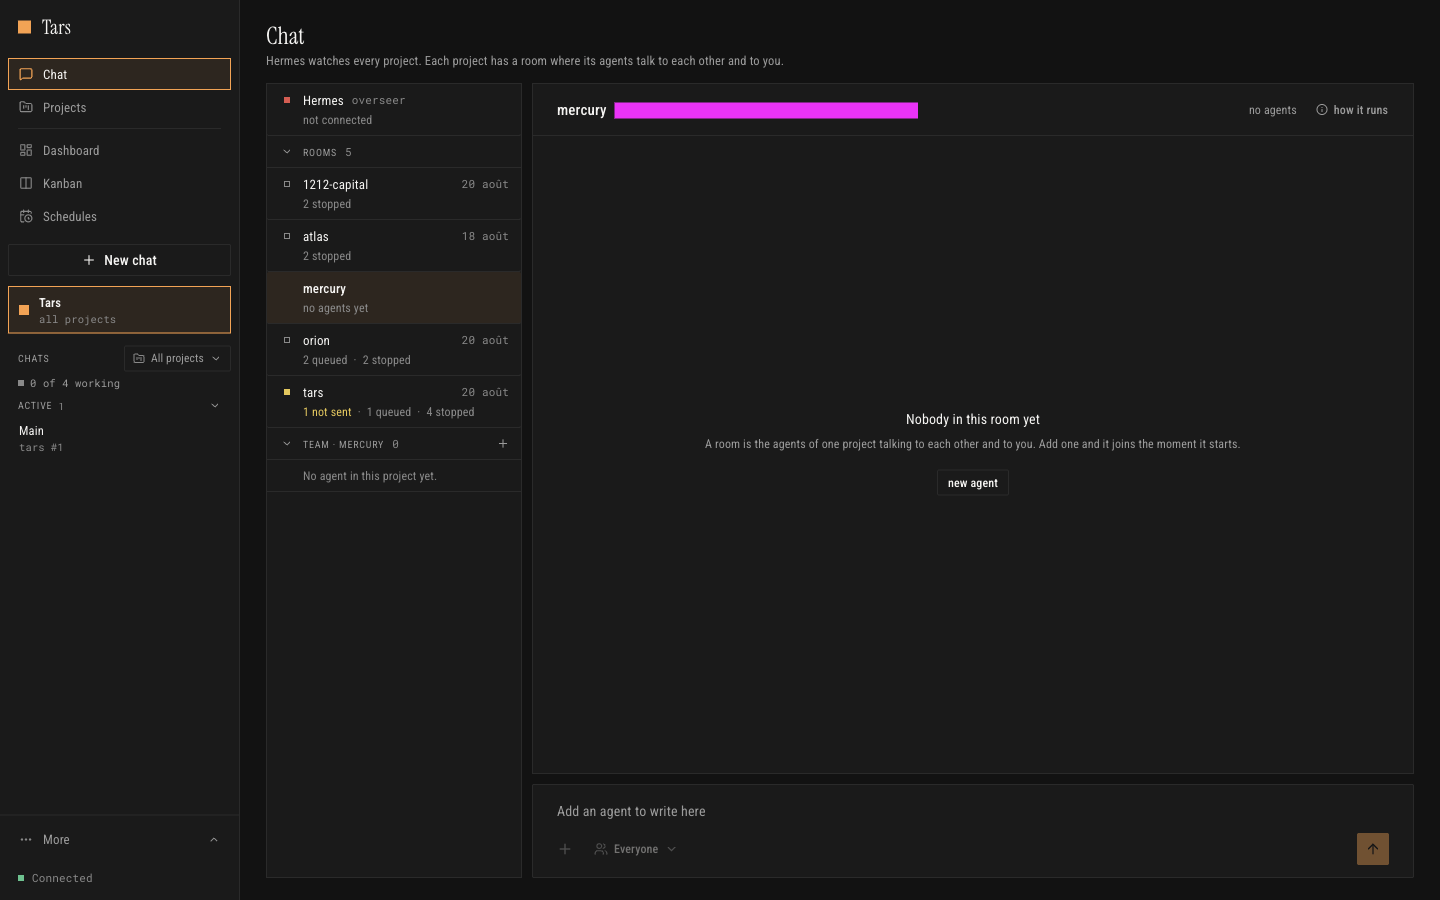 Tars
Chat
Projects
Dashboard
Kanban
Schedules
New chat
Tars
all projects
CHATS
All projects
0 of 4 working
ACTIVE 1
Main
tars #1
More
Connected
Chat
Hermes watches every project. Each project has a room where its agents talk to each other and to you.
Hermes overseer
not connected
ROOMS 5
1212-capital 20 août
2 stopped
atlas 18 août
2 stopped
mercury
no agents yet
orion 20 août
2 queued · 2 stopped
tars 20 août
1 not sent · 1 queued · 4 stopped
TEAM · MERCURY 0
No agent in this project yet.
mercury
no agents
how it runs
Nobody in this room yet
A room is the agents of one project talking to each other and to you. Add one and it joins the moment it starts.
new agent
Add an agent to write here
Everyone